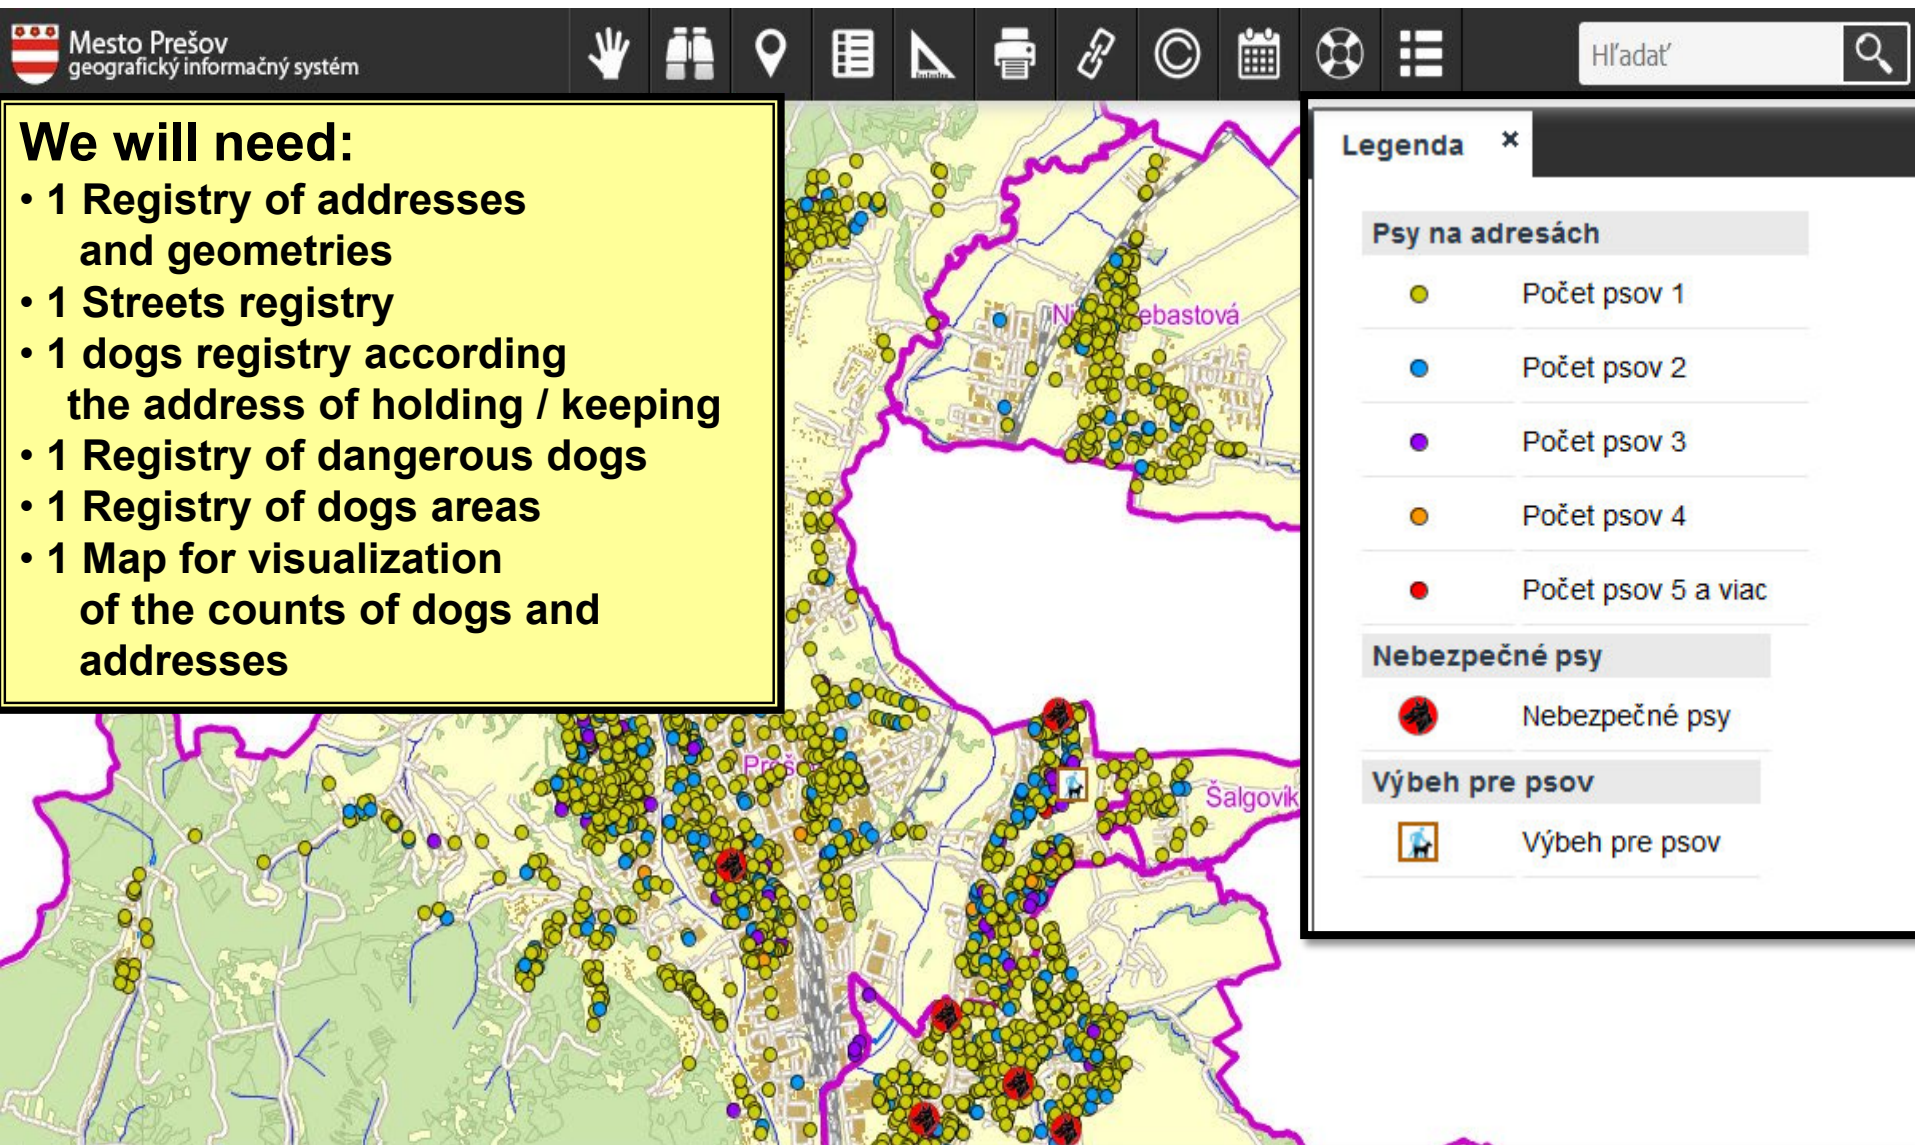 Mesto Prešov
geografický informačný systém
Hľadať
We will need:
• 1 Registry of addresses
and geometries
• 1 Streets registry
• 1 dogs registry according
the address of holding / keeping
• 1 Registry of dangerous dogs
• 1 Registry of dogs areas
• 1 Map for visualization
of the counts of dogs and
addresses
Legenda ×
Psy na adresách
Počet psov 1
Počet psov 2
Počet psov 3
Počet psov 4
Počet psov 5 a viac
Nebezpečné psy
Nebezpečné psy
Výbeh pre psov
Výbeh pre psov
Šalgovík